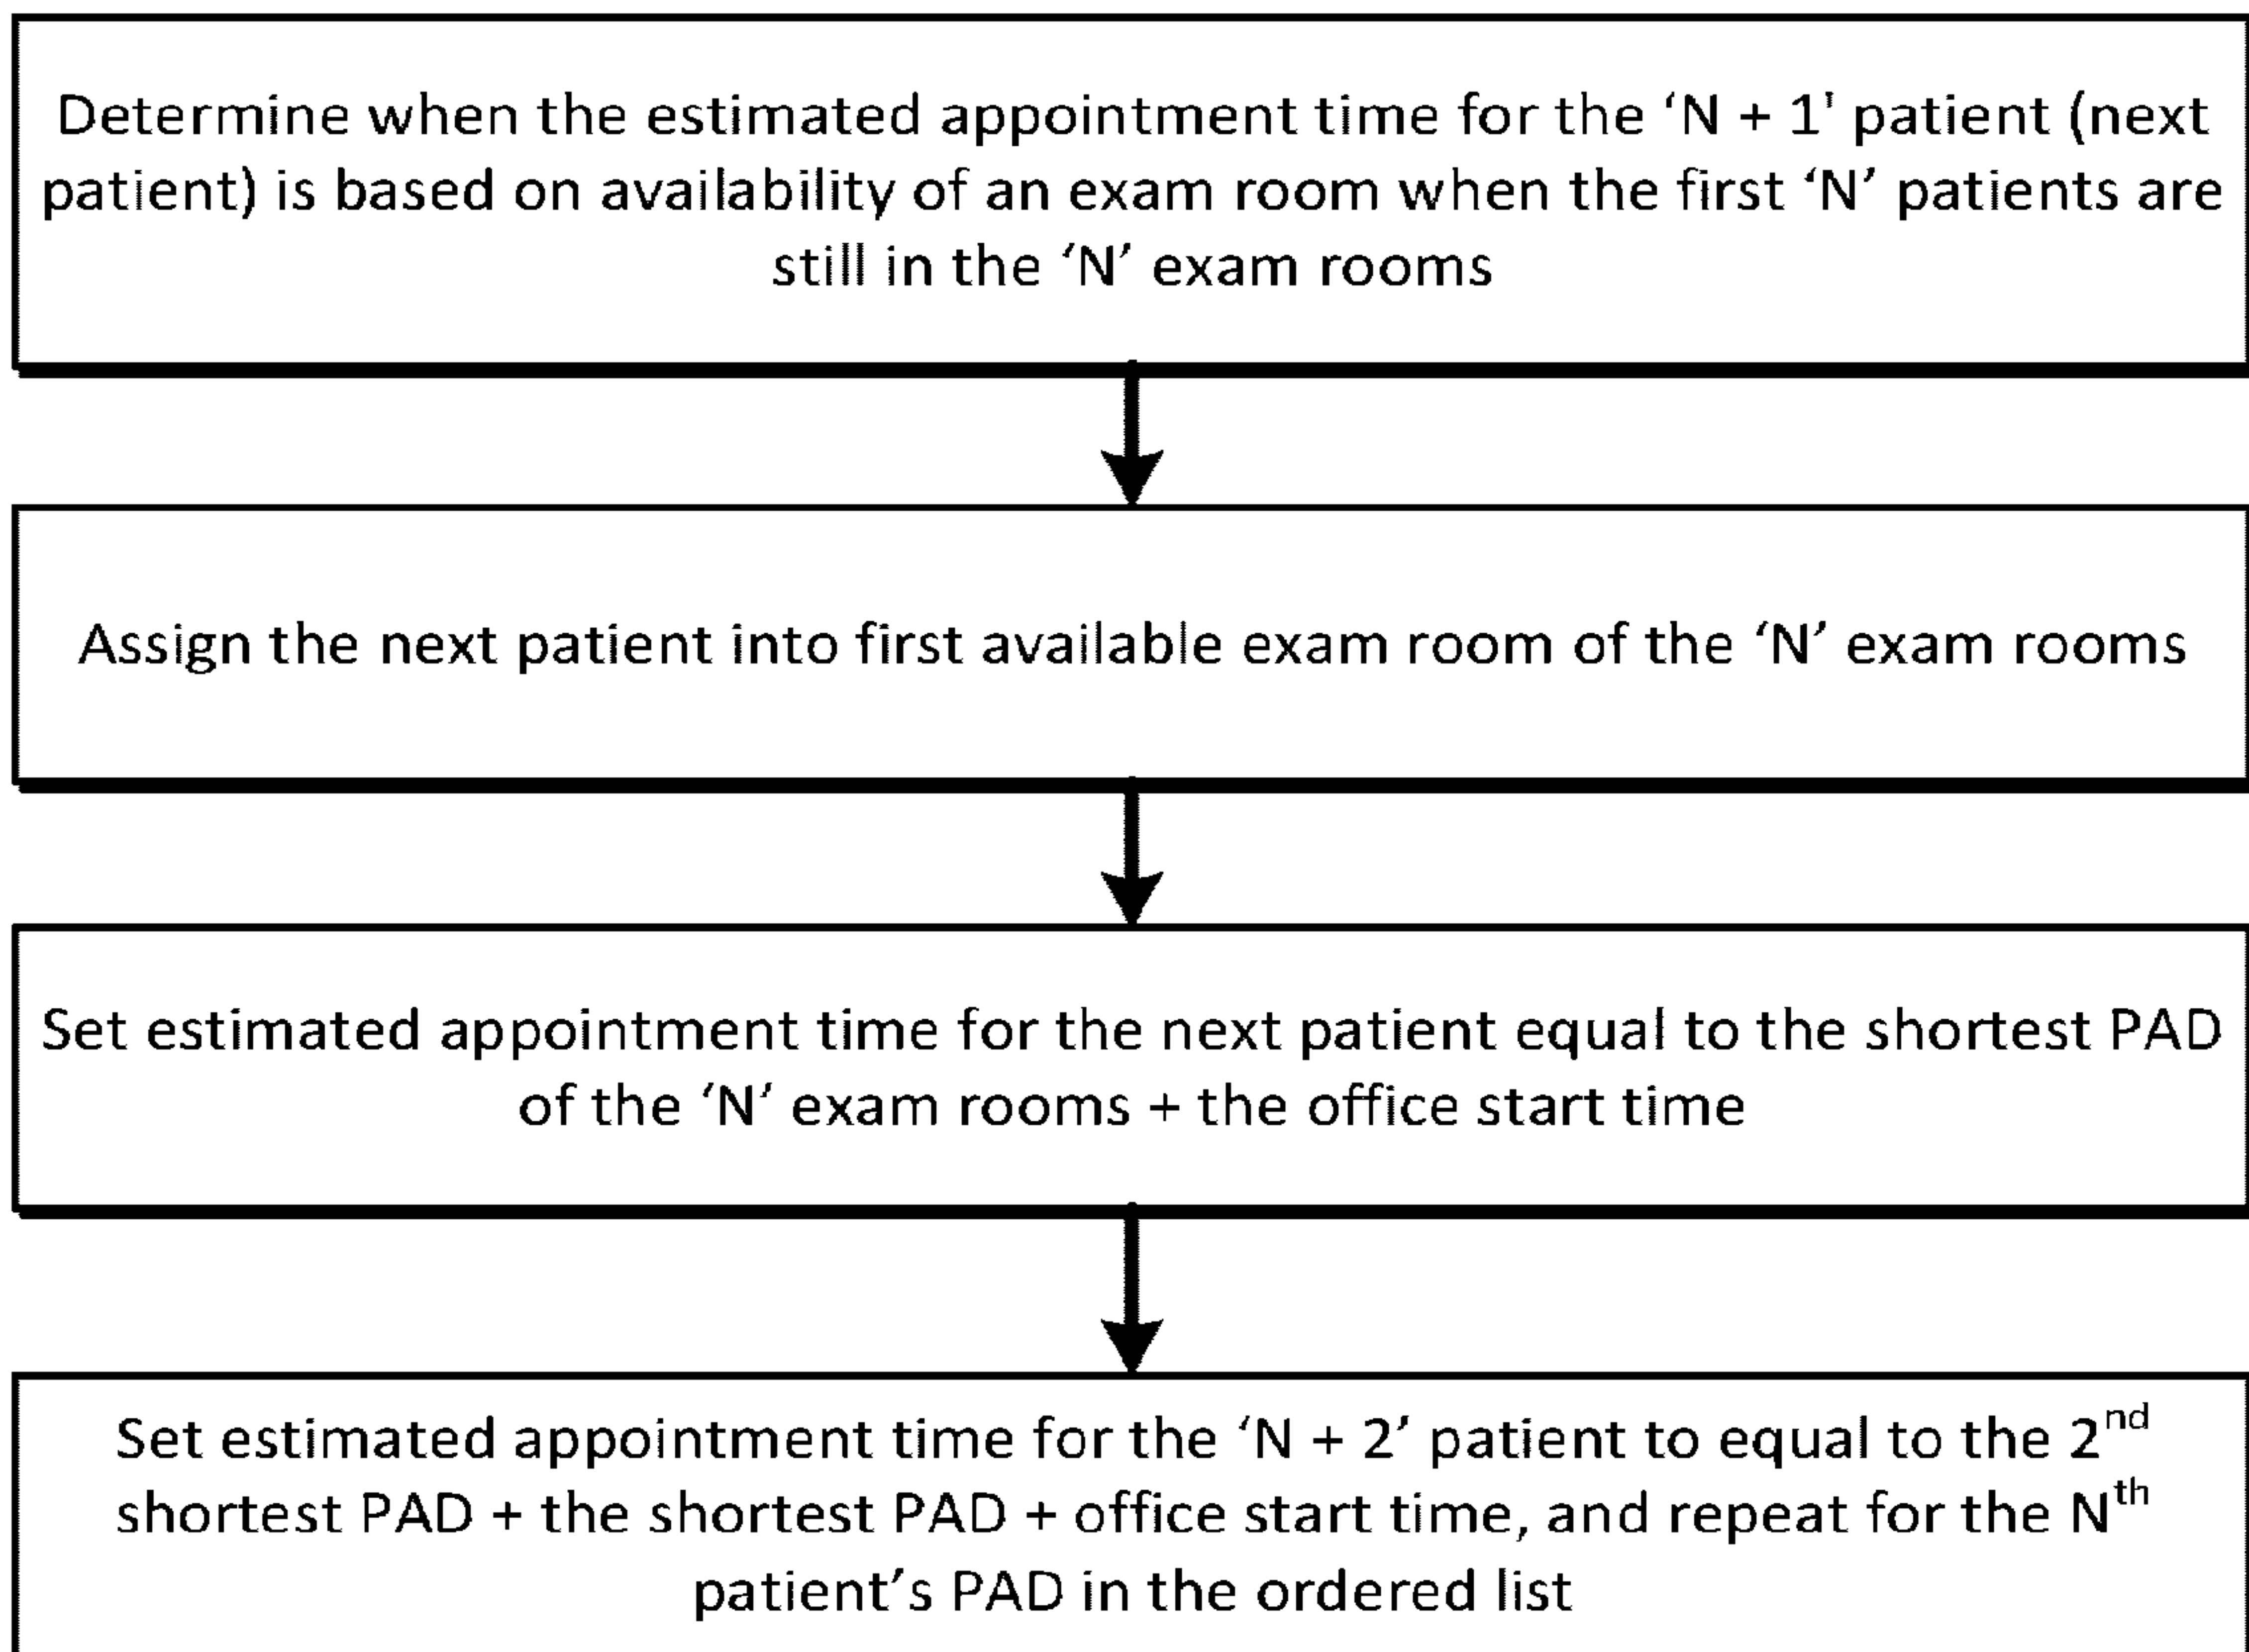 Determine when the estimated appointment time for the ‘N + 1’ patient (next
patient) is based on availability of an exam room when the first ‘N’ patients are
still in the ‘N’ exam rooms
Assign the next patient into first available exam room of the ‘N’ exam rooms
Set estimated appointment time for the next patient equal to the shortest PAD
of the ‘N’ exam rooms + the office start time
Set estimated appointment time for the ‘N + 2’ patient to equal to the 2nd
shortest PAD + the shortest PAD + office start time, and repeat for the Nth
patient’s PAD in the ordered list